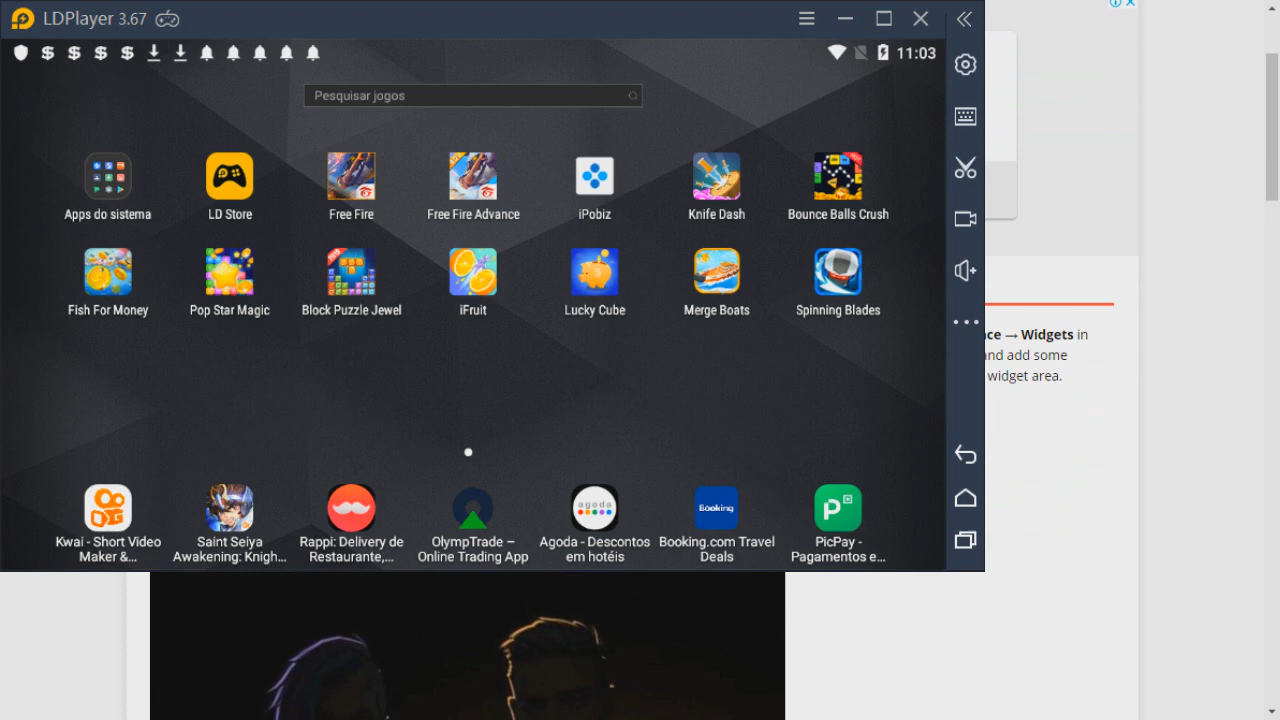 LDPlayer 3.67
11:03
Pesquisar jogos
Apps do sistema
LD Store
Free Fire
Free Fire Advance
iPobiz
Knife Dash
Bounce Balls Crush
Fish For Money
Pop Star Magic
Block Puzzle Jewel
iFruit
Lucky Cube
Merge Boats
Spinning Blades
ce → Widgets in
nd add some
widget area.
agoda
Booking
Kwai - Short Video
Maker &...
Saint Seiya
Awakening: Knigh...
Rappi: Delivery de
Restaurante,...
OlympTrade –
Online Trading App
Agoda - Descontos
em hotéis
Booking.com Travel
Deals
PicPay -
Pagamentos e...